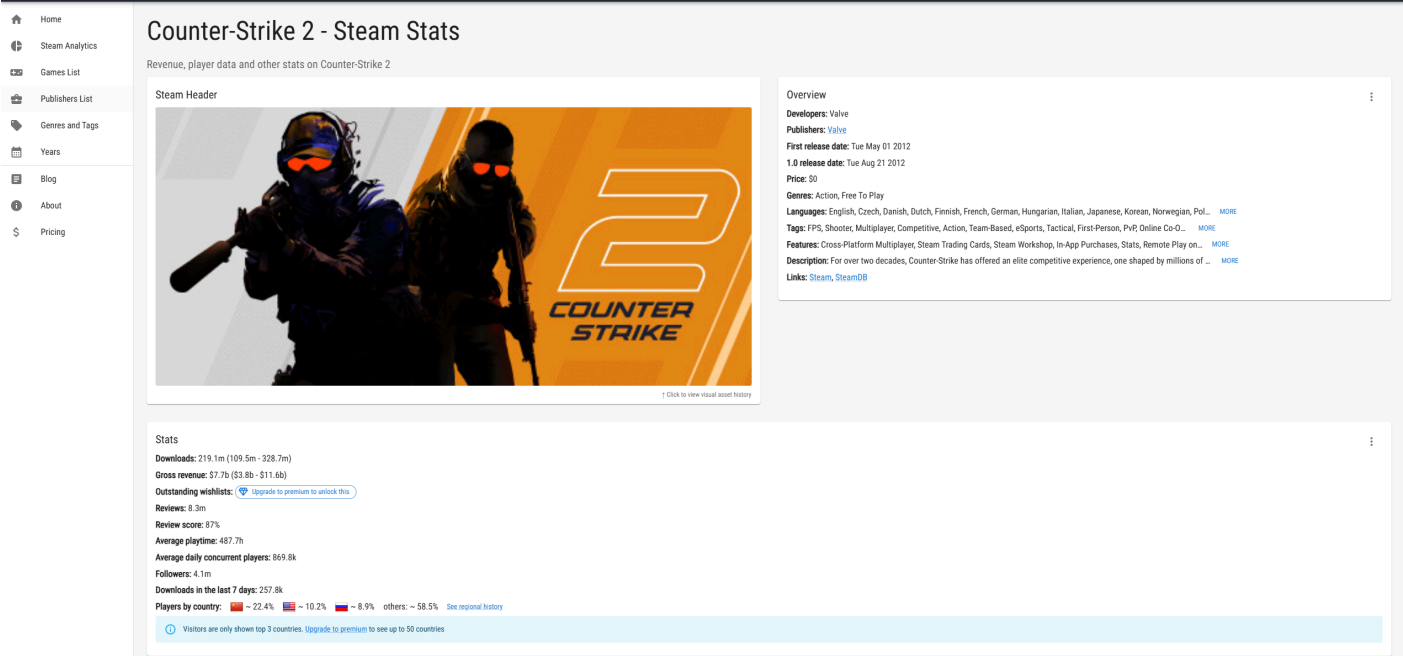 Home
Steam Analytics
Games List
Publishers List
Genres and Tags
Years
Blog
About
Pricing
Counter-Strike 2 - Steam Stats
Revenue, player data and other stats on Counter-Strike 2
Steam Header
2
COUNTER
STRIKE
↑ Click to view visual asset history
Overview
Developers: Valve
Publishers: Valve
First release date: Tue May 01 2012
1.0 release date: Tue Aug 21 2012
Price: $0
Genres: Action, Free To Play
Languages: English, Czech, Danish, Dutch, Finnish, French, German, Hungarian, Italian, Japanese, Korean, Norwegian, Pol... MORE
Tags: FPS, Shooter, Multiplayer, Competitive, Action, Team-Based, eSports, Tactical, First-Person, PvP, Online Co-O... MORE
Features: Cross-Platform Multiplayer, Steam Trading Cards, Steam Workshop, In-App Purchases, Stats, Remote Play on... MORE
Description: For over two decades, Counter-Strike has offered an elite competitive experience, one shaped by millions of ... MORE
Links: Steam, SteamDB
Stats
Downloads: 219.1m (109.5m - 328.7m)
Gross revenue: $7.7b ($3.8b - $11.6b)
Outstanding wishlists: Upgrade to premium to unlock this
Reviews: 8.3m
Review score: 87%
Average playtime: 487.7h
Average daily concurrent players: 869.8k
Followers: 4.1m
Downloads in the last 7 days: 257.8k
Players by country: ~ 22.4% ~ 10.2% ~ 8.9% others: ~ 58.5% See regional history
Visitors are only shown top 3 countries. Upgrade to premium to see up to 50 countries